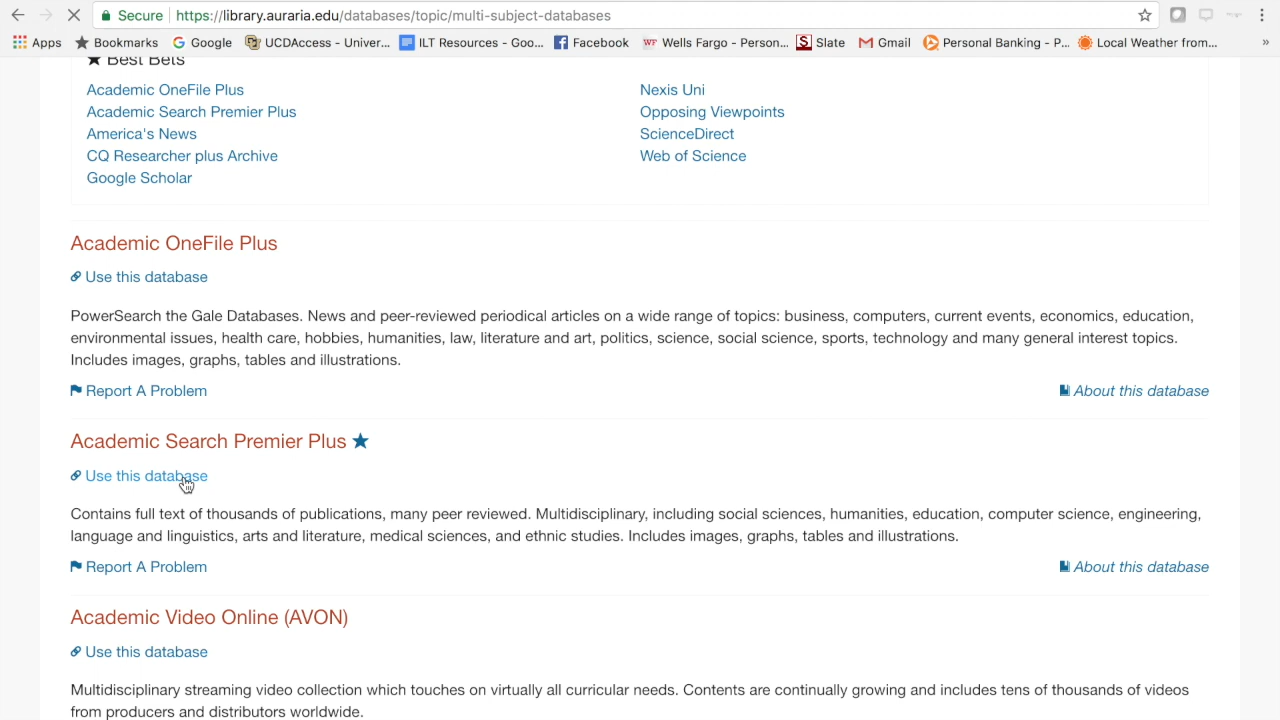 Secure https://library.auraria.edu/databases/topic/multi-subject-databases
Apps Bookmarks Google UCDAccess - Univer... ILT Resources - Goo... Facebook Wells Fargo - Person... Slate Gmail Personal Banking - P... Local Weather from... »
Best Bets
Academic OneFile Plus Nexis Uni
Academic Search Premier Plus Opposing Viewpoints
America's News ScienceDirect
CQ Researcher plus Archive Web of Science
Google Scholar
Academic OneFile Plus
Use this database
PowerSearch the Gale Databases. News and peer-reviewed periodical articles on a wide range of topics: business, computers, current events, economics, education,
environmental issues, health care, hobbies, humanities, law, literature and art, politics, science, social science, sports, technology and many general interest topics.
Includes images, graphs, tables and illustrations.
Report A Problem About this database
Academic Search Premier Plus
Use this database
Contains full text of thousands of publications, many peer reviewed. Multidisciplinary, including social sciences, humanities, education, computer science, engineering,
language and linguistics, arts and literature, medical sciences, and ethnic studies. Includes images, graphs, tables and illustrations.
Report A Problem About this database
Academic Video Online (AVON)
Use this database
Multidisciplinary streaming video collection which touches on virtually all curricular needs. Contents are continually growing and includes tens of thousands of videos
from producers and distributors worldwide.